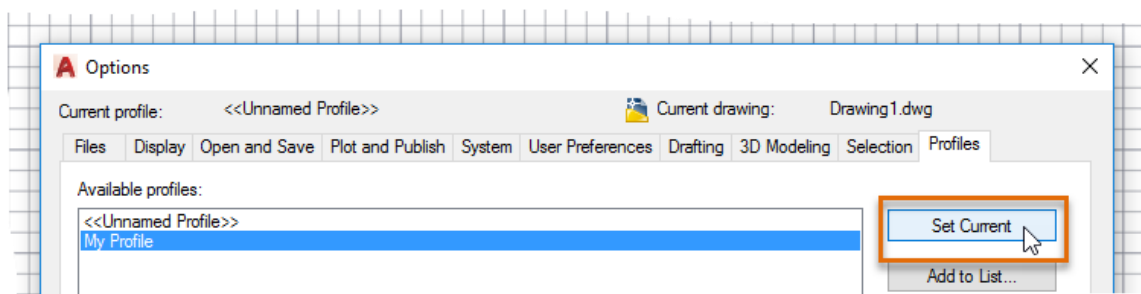 Options
Current profile: <<Unnamed Profile>> Current drawing: Drawing1.dwg
Files Display Open and Save Plot and Publish System User Preferences Drafting 3D Modeling Selection Profiles
Available profiles:
<<Unnamed Profile>>
My Profile
Set Current
Add to List...